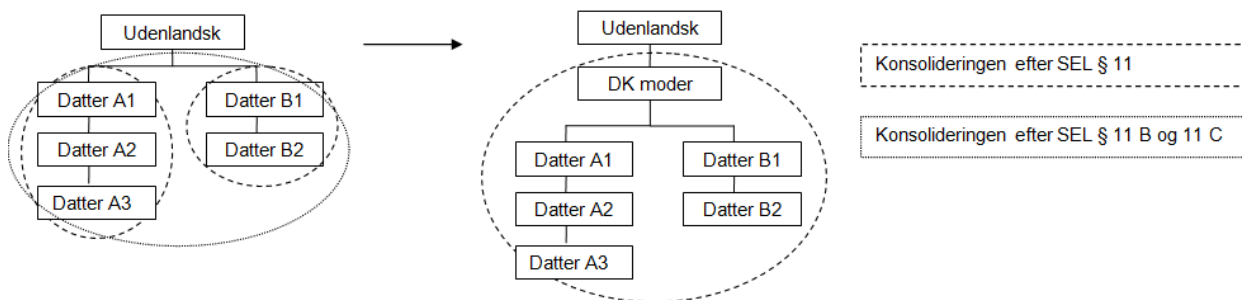 Udenlandsk
Datter A1
Datter A2
Datter A3
Datter B1
Datter B2
Udenlandsk
DK moder
Datter A1
Datter A2
Datter A3
Datter B1
Datter B2
Konsolideringen efter SEL § 11
Konsolideringen efter SEL § 11 B og 11 C